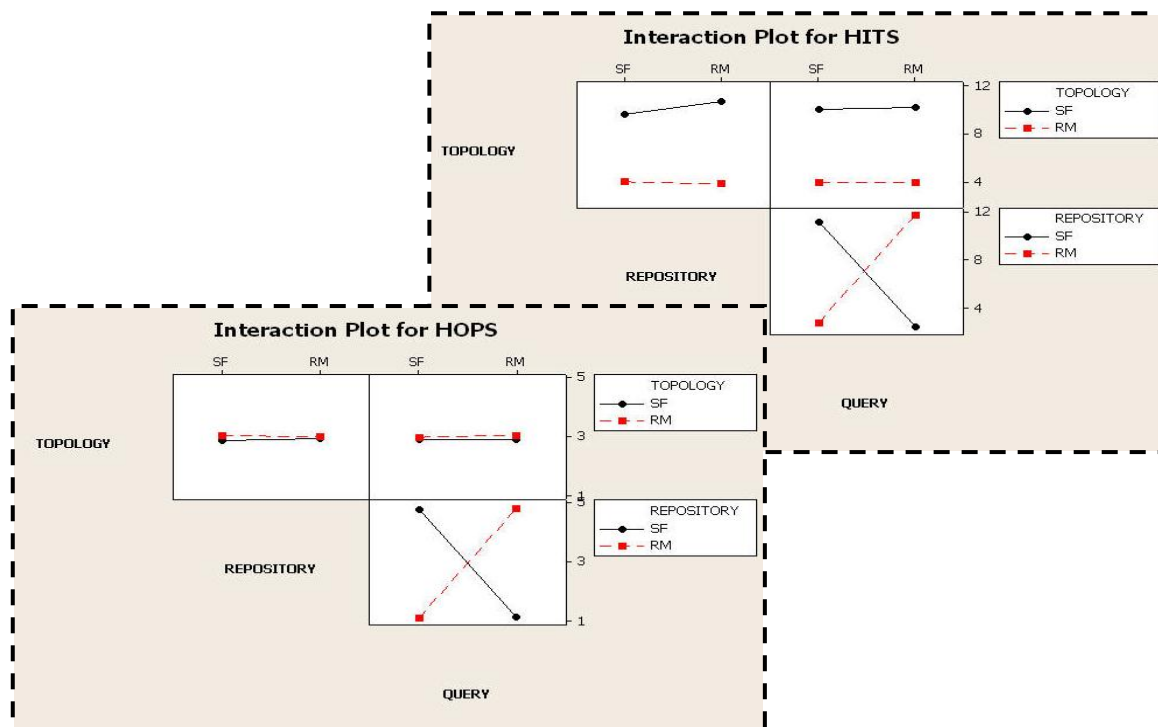 Interaction Plot for HITS
SF RM SF RM
12
TOPOLOGY
SF
8
RM
TOPOLOGY
4
12
REPOSITORY
SF
8
RM
REPOSITORY
4
QUERY
Interaction Plot for HOPS
SF RM SF RM
5
TOPOLOGY
SF
RM
3
TOPOLOGY
1
5
REPOSITORY
SF
RM
3
REPOSITORY
1
QUERY